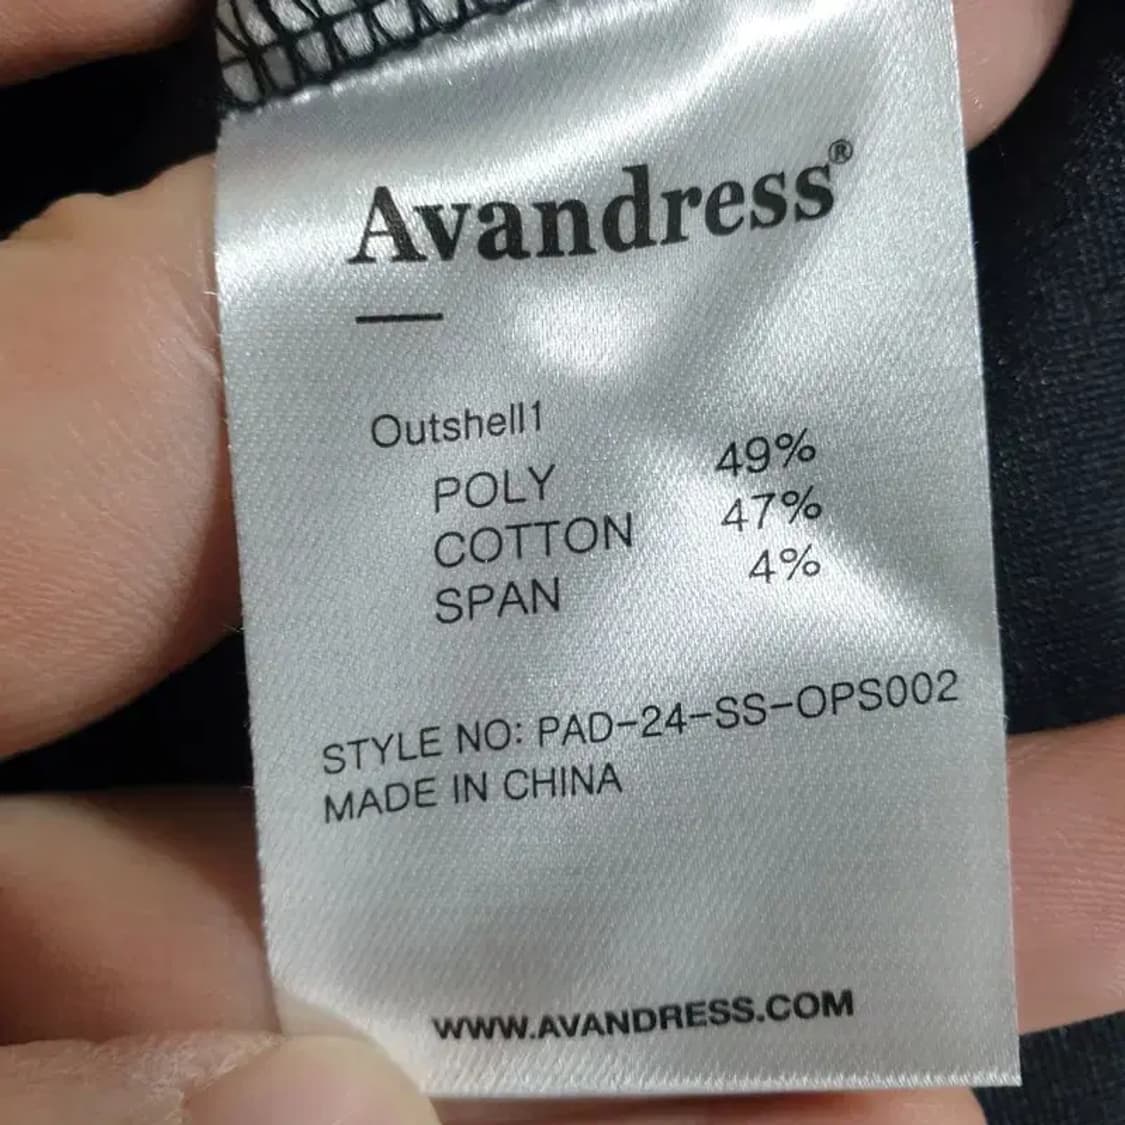 Avandress®
Outshell1
POLY 49%
COTTON 47%
SPAN 4%
STYLE NO: PAD-24-SS-OPS002
MADE IN CHINA
WWW.AVANDRESS.COM